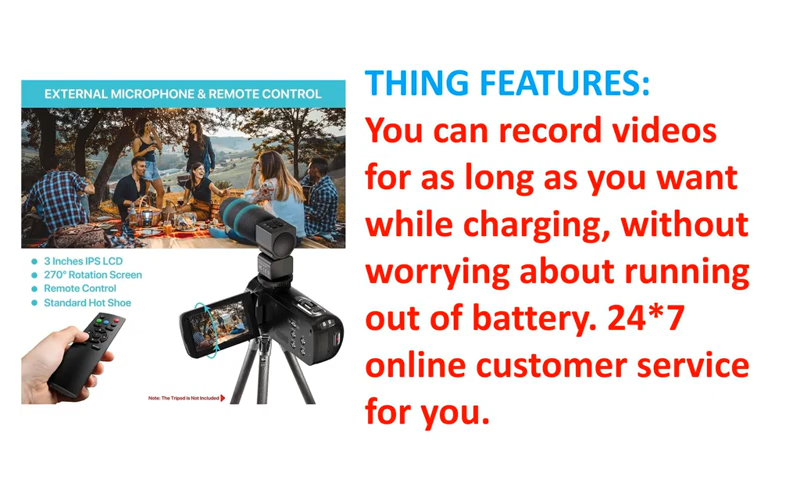 EXTERNAL MICROPHONE & REMOTE CONTROL
3 Inches IPS LCD
270° Rotation Screen
Remote Control
Standard Hot Shoe
Note: The Tripod is Not Included
THING FEATURES:
You can record videos
for as long as you want
while charging, without
worrying about running
out of battery. 24*7
online customer service
for you.